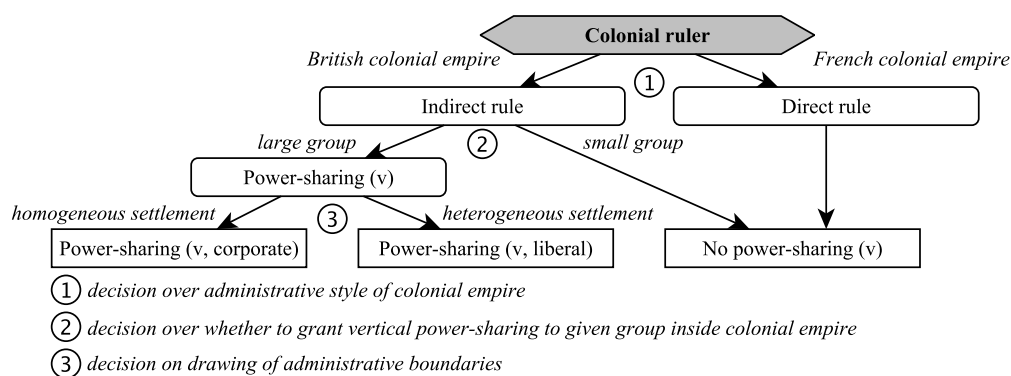 Colonial ruler
British colonial empire
French colonial empire
1
Indirect rule
Direct rule
large group
2
small group
Power-sharing (v)
homogeneous settlement
3
heterogeneous settlement
Power-sharing (v, corporate)
Power-sharing (v, liberal)
No power-sharing (v)
1 decision over administrative style of colonial empire
2 decision over whether to grant vertical power-sharing to given group inside colonial empire
3 decision on drawing of administrative boundaries